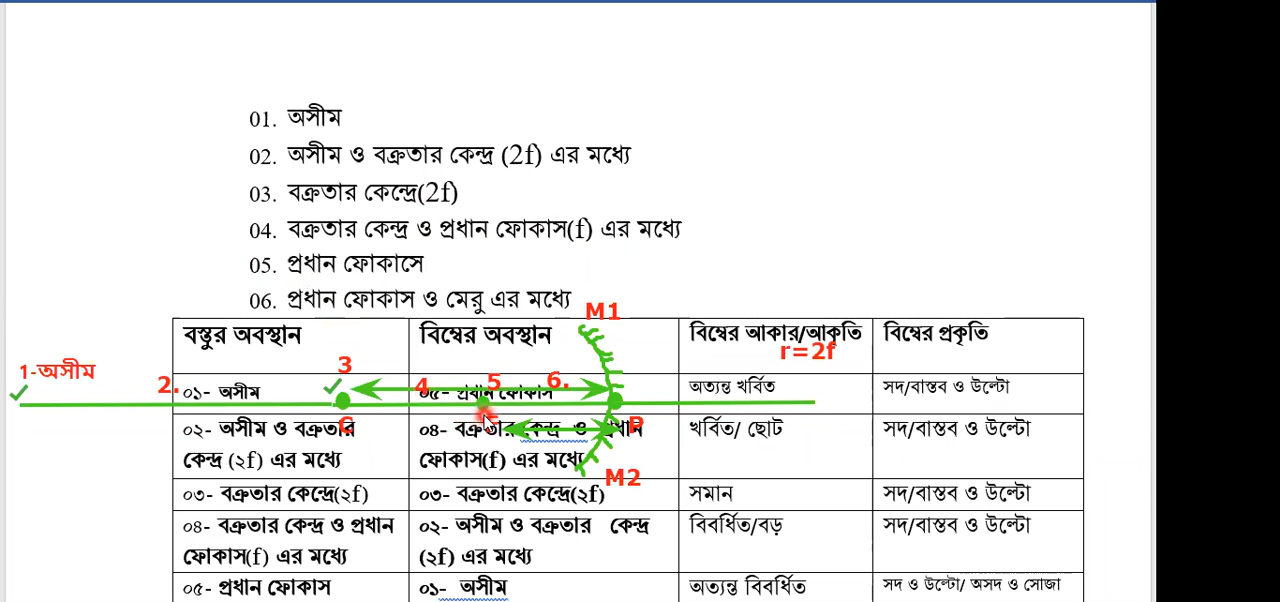 01. অসীম
02. অসীম ও বক্রতার কেন্দ্র (2f) এর মধ্যে
03. বক্রতার কেন্দ্রে(2f)
04. বক্রতার কেন্দ্র ও প্রধান ফোকাস(f) এর মধ্যে
05. প্রধান ফোকাসে
06. প্রধান ফোকাস ও মেরু এর মধ্যে
M1
বস্তুর অবস্থান বিম্বের অবস্থান বিম্বের আকার/আকৃতি বিম্বের প্রকৃতি
r=2f
1-অসীম 3
2. 4 5 6.
০১- অসীম ০৫- প্রধান ফোকাস অত্যন্ত খর্বিত সদ/বাস্তব ও উল্টো
C P
০২- অসীম ও বক্রতার ০৪- বক্রতার কেন্দ্র ও প্রধান খর্বিত/ ছোট সদ/বাস্তব ও উল্টো
কেন্দ্র (২f) এর মধ্যে ফোকাস(f) এর মধ্যে
M2
০৩- বক্রতার কেন্দ্রে(২f) ০৩- বক্রতার কেন্দ্রে(২f) সমান সদ/বাস্তব ও উল্টো
০৪- বক্রতার কেন্দ্র ও প্রধান ০২- অসীম ও বক্রতার কেন্দ্র বিবর্ধিত/বড় সদ/বাস্তব ও উল্টো
ফোকাস(f) এর মধ্যে (২f) এর মধ্যে
০৫- প্রধান ফোকাস ০১- অসীম অত্যন্ত বিবর্ধিত সদ ও উল্টো/ অসদ ও সোজা